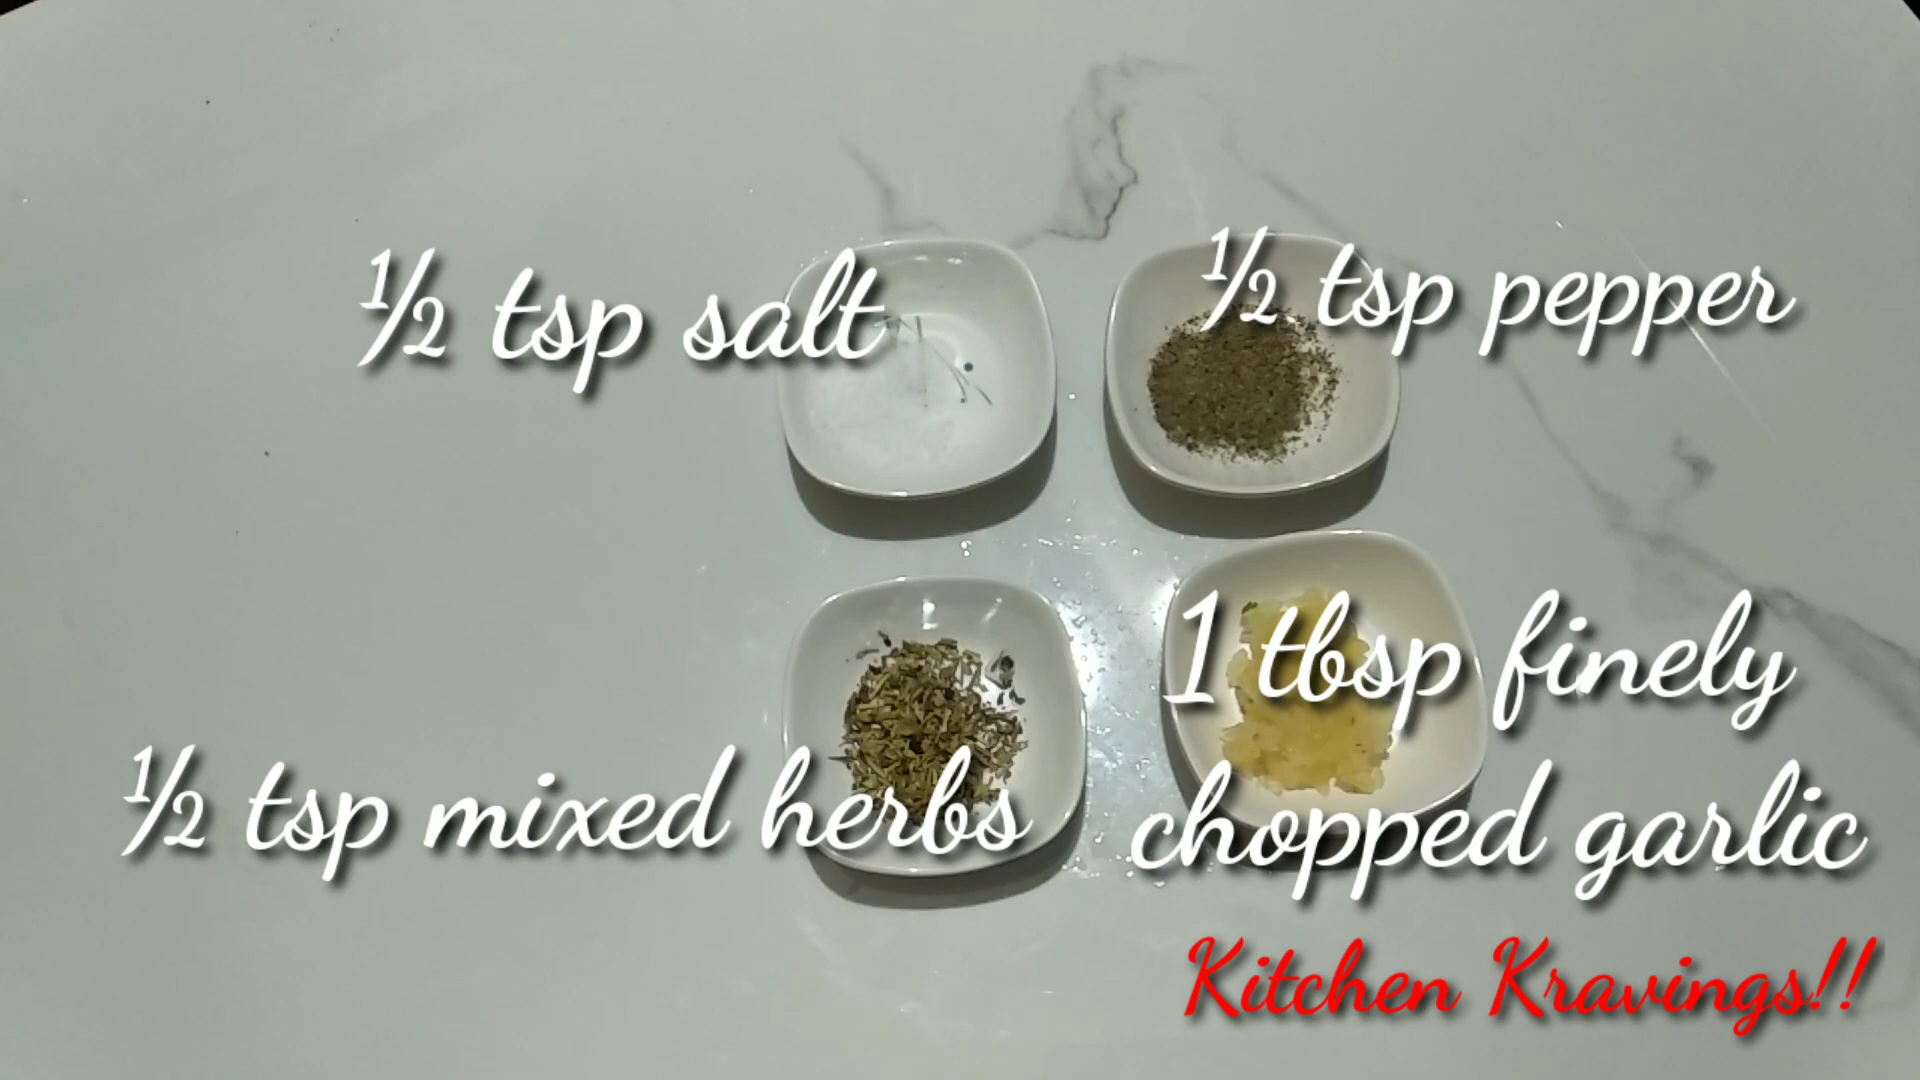 ½ tsp salt
½ tsp pepper
½ tsp mixed herbs
1 tbsp finely
chopped garlic
Kitchen Kravings!!